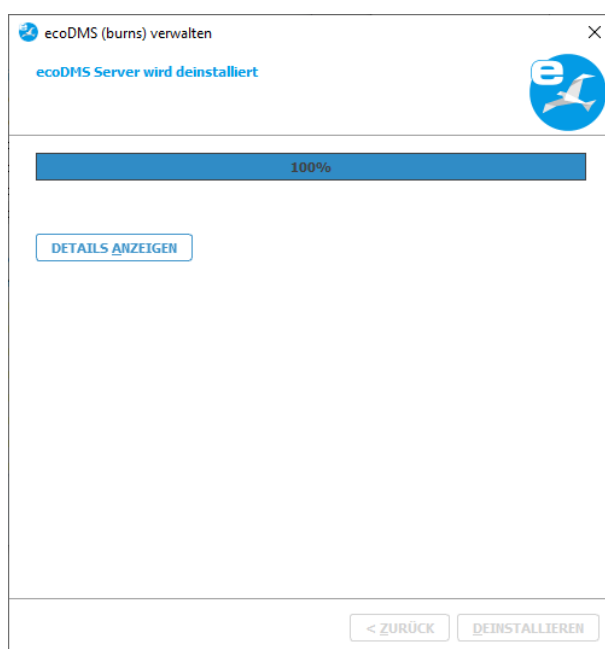 ecoDMS (burns) verwalten
ecoDMS Server wird deinstalliert
e
100%
DETAILS ANZEIGEN
< ZURÜCK
DEINSTALLIEREN